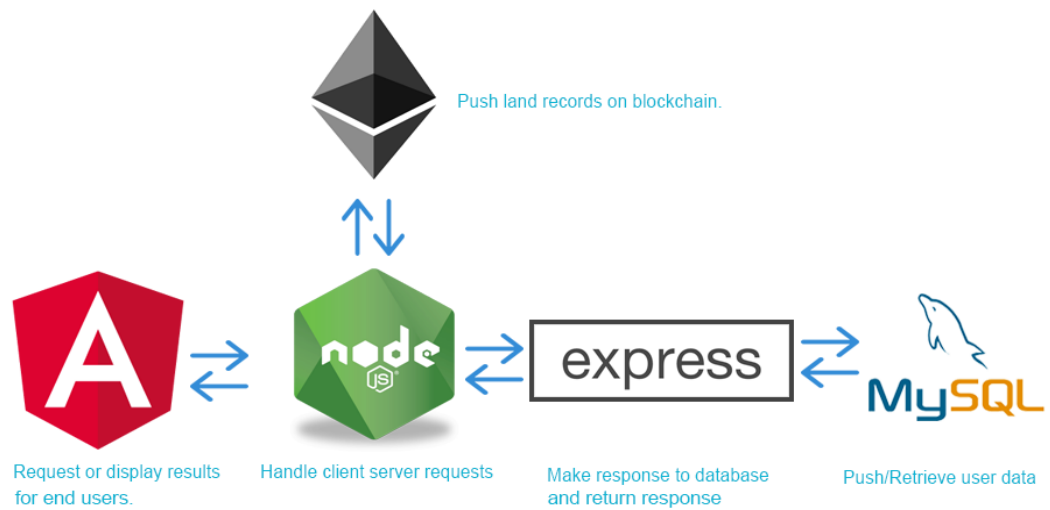 Push land records on blockchain.
A
node
JS
express
MySQL
Request or display results
for end users.
Handle client server requests
Make response to database
and return response
Push/Retrieve user data